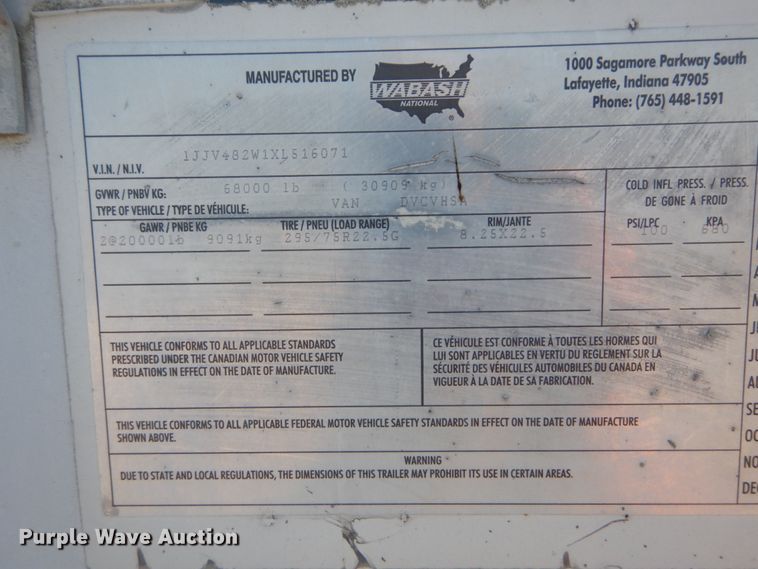 MANUFACTURED BY
WABASH
NATIONAL
®
1000 Sagamore Parkway South
Lafayette, Indiana 47905
Phone: (765) 448-1591
V.I.N. / N.I.V. 1JJV482W1XL516071
GVWR / PNBV KG: 68000 lb ( 30909 kg)
TYPE OF VEHICLE / TYPE DE VÉHICULE: VAN DVCVHSA
COLD INFL PRESS. / PRESS.
DE GONE À FROID
GAWR / PNBE KG TIRE / PNEU (LOAD RANGE) RIM/JANTE PSI/LPC KPA
2@20000lb 9091kg 295/75R22.5G 8.25X22.5 100 680
THIS VEHICLE CONFORMS TO ALL APPLICABLE STANDARDS
PRESCRIBED UNDER THE CANADIAN MOTOR VEHICLE SAFETY
REGULATIONS IN EFFECT ON THE DATE OF MANUFACTURE.
CE VÉHICULE EST CONFORME À TOUTES LES HORMES QUI
LUI SONT APPLICABLES EN VERTU DU REGLEMENT SUR LA
SÉCURITÉ DES VÉHICULES AUTOMOBILES DU CANADA EN
VIGUEUR À LA DATE DE SA FABRICATION.
THIS VEHICLE CONFORMS TO ALL APPLICABLE FEDERAL MOTOR VEHICLE SAFETY STANDARDS IN EFFECT ON THE DATE OF MANUFACTURE
SHOWN ABOVE.
WARNING
DUE TO STATE AND LOCAL REGULATIONS, THE DIMENSIONS OF THIS TRAILER MAY PROHIBIT ITS USE IN CERTAIN AREAS.
SE
OC
NO
DEC
Purple Wave Auction